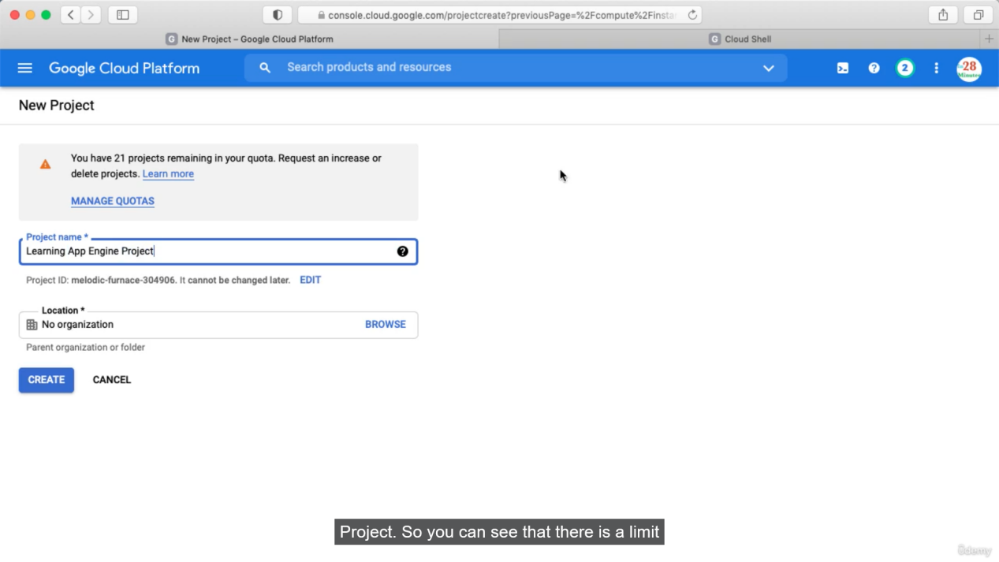 console.cloud.google.com/projectcreate?previousPage=%2Fcompute%2Finsta
G New Project – Google Cloud Platform
G Cloud Shell
Google Cloud Platform
Search products and resources
2
28
Minutes
New Project
You have 21 projects remaining in your quota. Request an increase or
delete projects. Learn more
MANAGE QUOTAS
Project name *
Learning App Engine Project
Project ID: melodic-furnace-304906. It cannot be changed later. EDIT
Location *
No organization BROWSE
Parent organization or folder
CREATE CANCEL
Project. So you can see that there is a limit
ûdemy